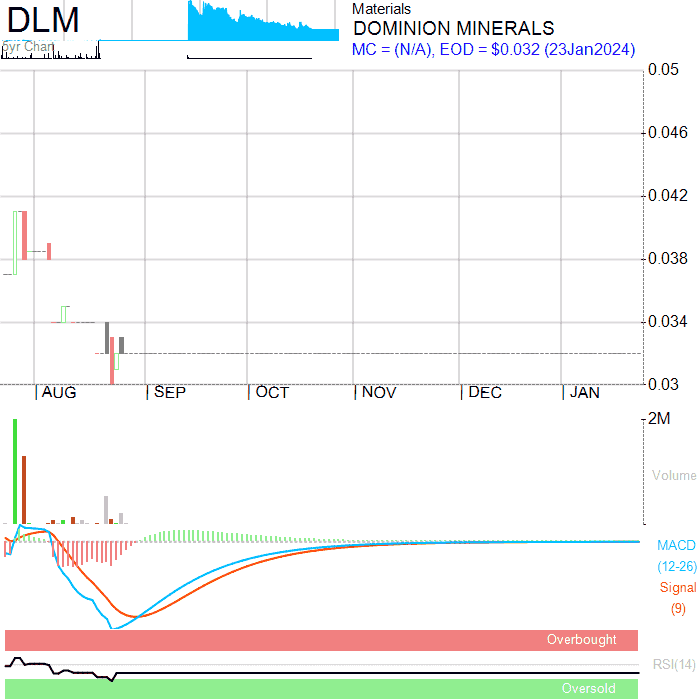 DLM
5yr Chart
Materials
DOMINION MINERALS
MC = (N/A), EOD = $0.032 (23Jan2024)
0.05
0.046
0.042
0.038
0.034
0.03
AUG SEP OCT NOV DEC JAN
2M
Volume
MACD
(12-26)
Signal
(9)
Overbought
RSI(14)
Oversold